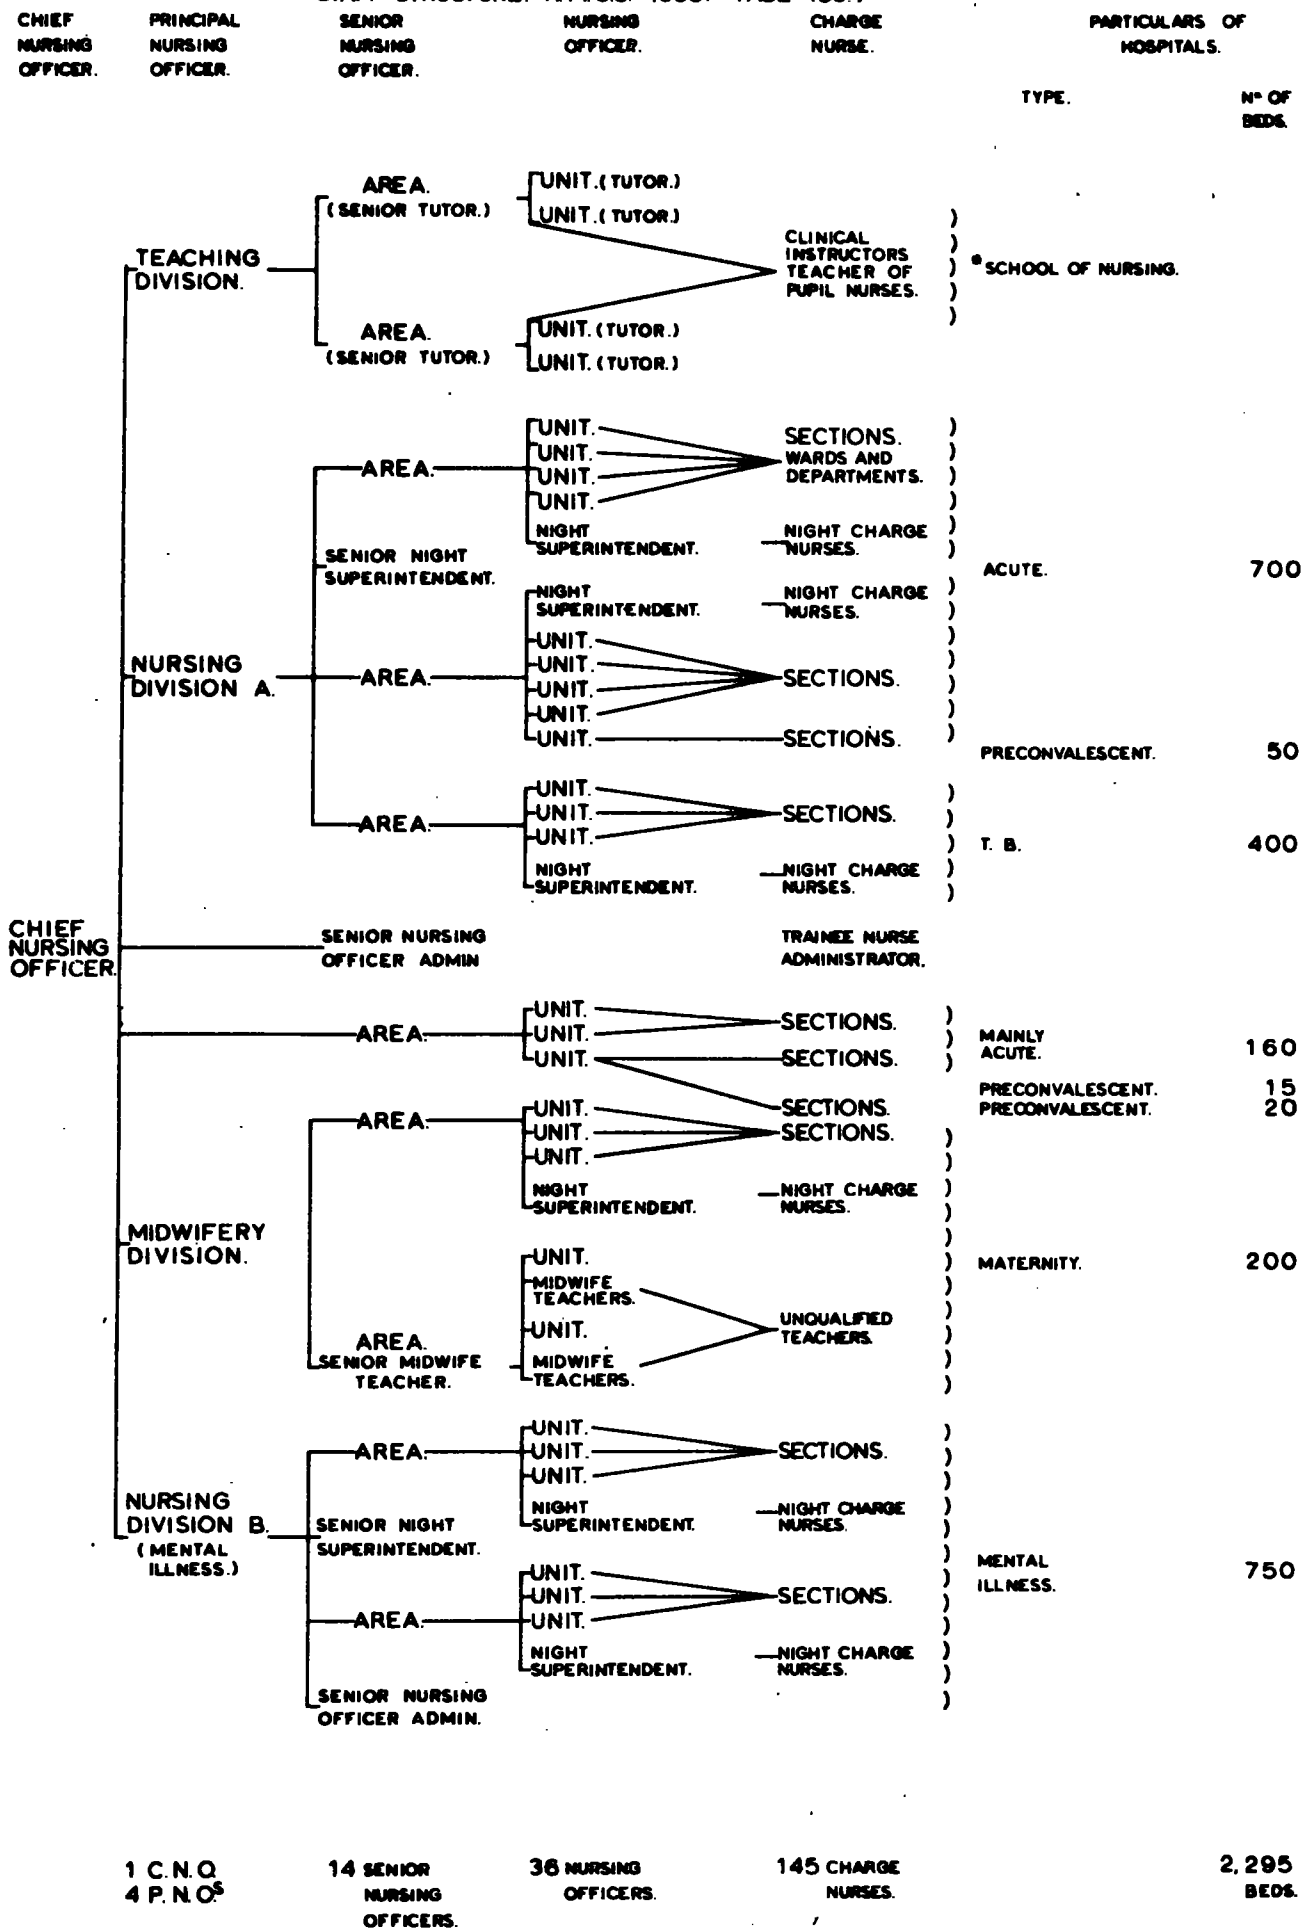 CHIEF NURSING OFFICER.
PRINCIPAL NURSING OFFICER.
SENIOR NURSING OFFICER.
NURSING OFFICER.
CHARGE NURSE.
PARTICULARS OF HOSPITALS.
TYPE.
Nº OF BEDS.
AREA.
(SENIOR TUTOR.)
UNIT.(TUTOR.)
UNIT.(TUTOR.)
TEACHING
DIVISION.
CLINICAL
INSTRUCTORS
TEACHER OF
PUPIL NURSES.
*SCHOOL OF NURSING.
AREA.
(SENIOR TUTOR.)
UNIT.(TUTOR.)
UNIT.(TUTOR.)
UNIT.
UNIT.
UNIT.
UNIT.
AREA.
SECTIONS.
WARDS AND
DEPARTMENTS.
NIGHT
SUPERINTENDENT.
NIGHT CHARGE
NURSES.
SENIOR NIGHT
SUPERINTENDENT.
ACUTE. 700
NIGHT
SUPERINTENDENT.
NIGHT CHARGE
NURSES.
NURSING
DIVISION A.
AREA.
UNIT.
UNIT.
UNIT.
UNIT.
SECTIONS.
UNIT.
SECTIONS.
PRECONVALESCENT. 50
AREA.
UNIT.
UNIT.
UNIT.
SECTIONS.
T. B. 400
NIGHT
SUPERINTENDENT.
NIGHT CHARGE
NURSES.
CHIEF
NURSING
OFFICER.
SENIOR NURSING
OFFICER ADMIN
TRAINEE NURSE
ADMINISTRATOR.
AREA.
UNIT.
UNIT.
UNIT.
SECTIONS.
SECTIONS.
SECTIONS.
MAINLY
ACUTE. 160
PRECONVALESCENT. 15
PRECONVALESCENT. 20
AREA.
UNIT.
UNIT.
UNIT.
SECTIONS.
NIGHT
SUPERINTENDENT.
NIGHT CHARGE
NURSES.
MIDWIFERY
DIVISION.
MATERNITY. 200
UNIT.
MIDWIFE
TEACHERS.
UNIT.
MIDWIFE
TEACHERS.
AREA.
SENIOR MIDWIFE
TEACHER.
UNQUALIFIED
TEACHERS.
AREA.
UNIT.
UNIT.
UNIT.
SECTIONS.
NIGHT
SUPERINTENDENT.
NIGHT CHARGE
NURSES.
NURSING
DIVISION B.
(MENTAL
ILLNESS.)
SENIOR NIGHT
SUPERINTENDENT.
MENTAL
ILLNESS. 750
AREA.
UNIT.
UNIT.
UNIT.
SECTIONS.
NIGHT
SUPERINTENDENT.
NIGHT CHARGE
NURSES.
SENIOR NURSING
OFFICER ADMIN.
1 C.N.O.
4 P.N.Oˢ
14 SENIOR
NURSING
OFFICERS.
36 NURSING
OFFICERS.
145 CHARGE
NURSES.
2,295
BEDS.